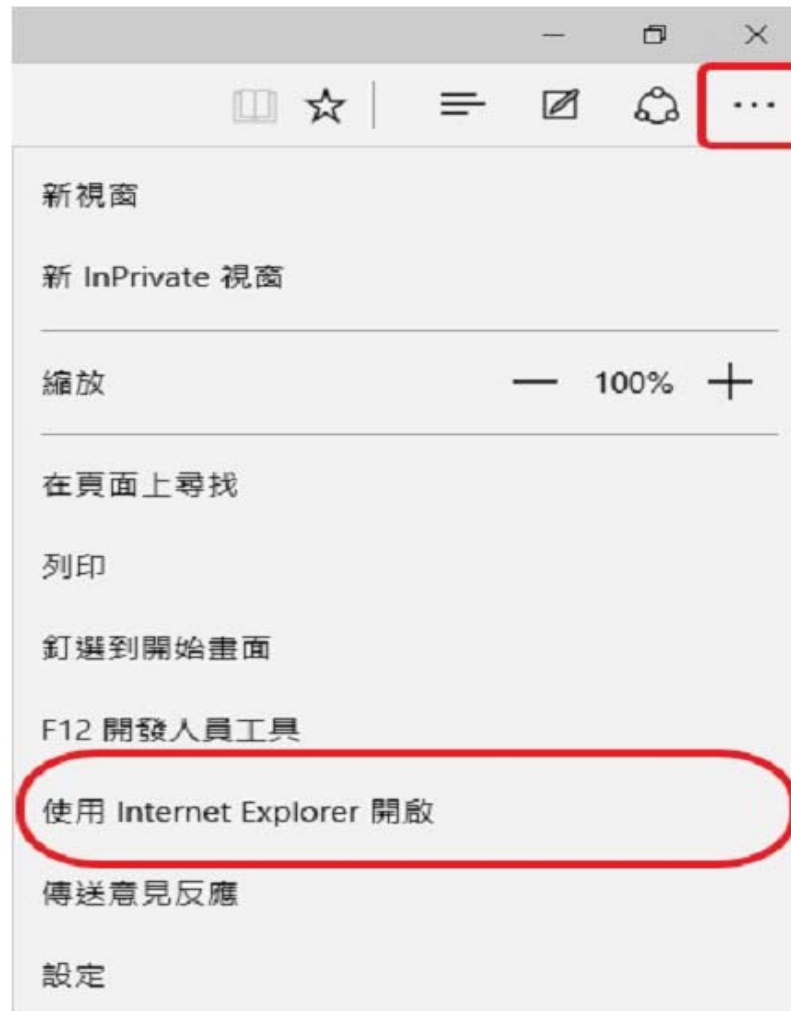 新視窗
新 InPrivate 視窗
縮放 100%
在頁面上尋找
列印
釘選到開始畫面
F12 開發人員工具
使用 Internet Explorer 開啟
傳送意見反應
設定